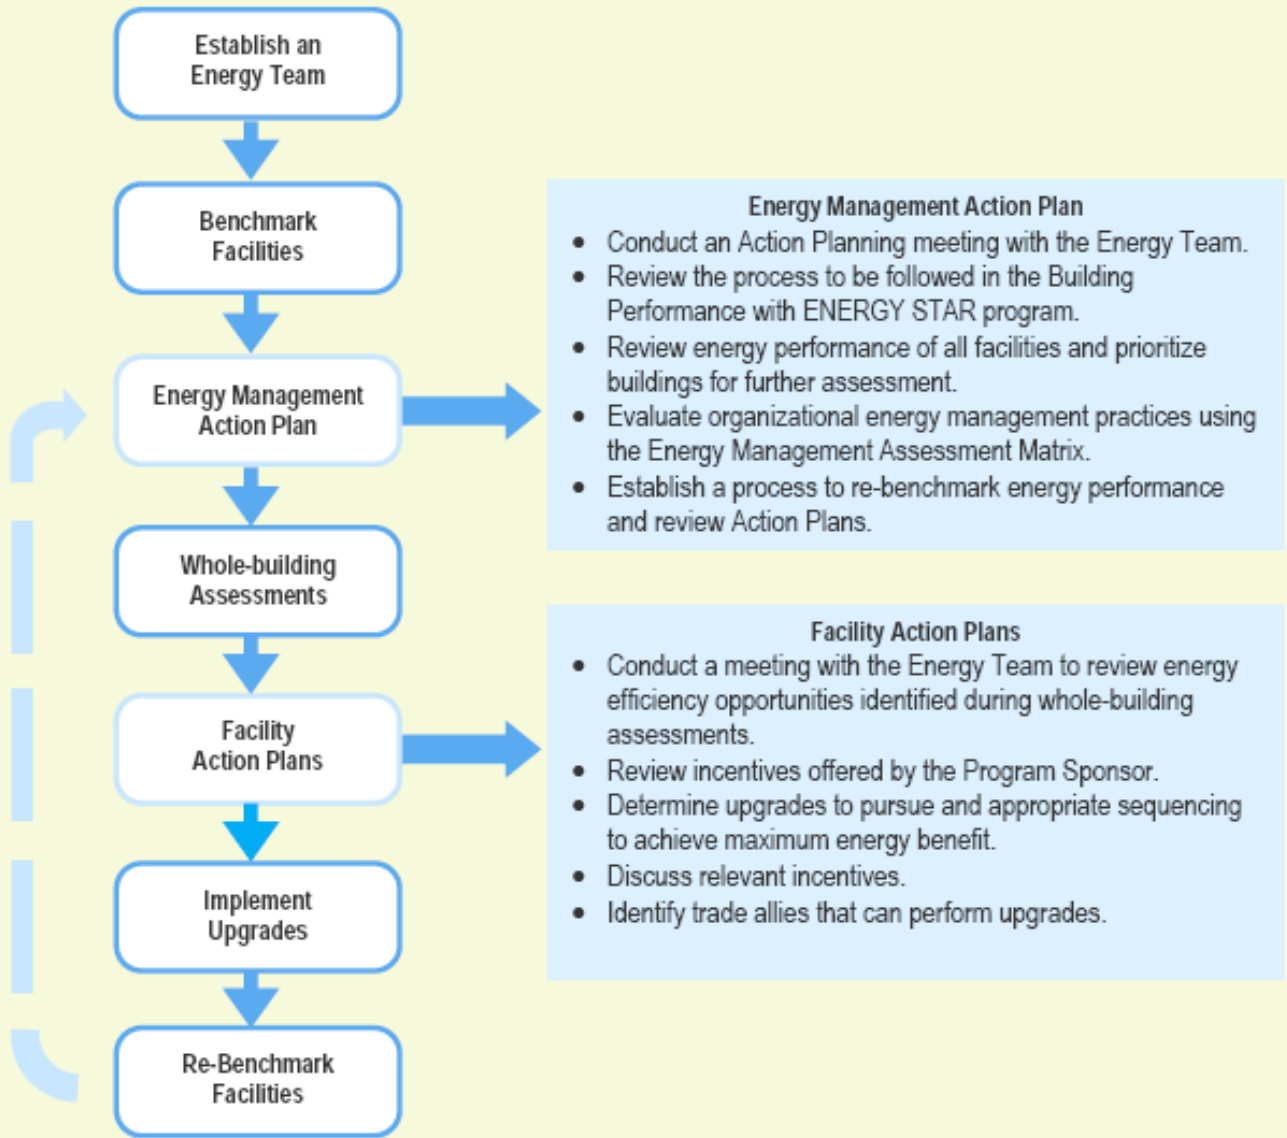 Establish an
Energy Team
Benchmark
Facilities
Energy Management
Action Plan
Whole-building
Assessments
Facility
Action Plans
Implement
Upgrades
Re-Benchmark
Facilities
Energy Management Action Plan
• Conduct an Action Planning meeting with the Energy Team.
• Review the process to be followed in the Building
Performance with ENERGY STAR program.
• Review energy performance of all facilities and prioritize
buildings for further assessment.
• Evaluate organizational energy management practices using
the Energy Management Assessment Matrix.
• Establish a process to re-benchmark energy performance
and review Action Plans.
Facility Action Plans
• Conduct a meeting with the Energy Team to review energy
efficiency opportunities identified during whole-building
assessments.
• Review incentives offered by the Program Sponsor.
• Determine upgrades to pursue and appropriate sequencing
to achieve maximum energy benefit.
• Discuss relevant incentives.
• Identify trade allies that can perform upgrades.